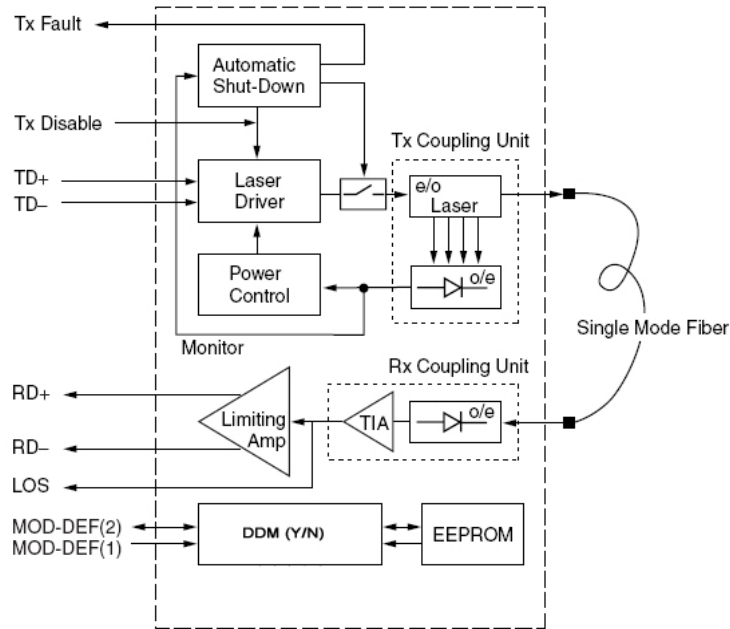 Tx Fault
Automatic
Shut-Down
Tx Disable
Tx Coupling Unit
TD+
TD–
Laser
Driver
e/o
Laser
Power
Control
o/e
Monitor
Single Mode Fiber
Rx Coupling Unit
RD+
RD–
LOS
Limiting
Amp
TIA
o/e
MOD-DEF(2)
MOD-DEF(1)
DDM (Y/N)
EEPROM